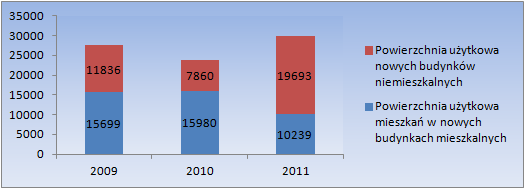 35000
30000
25000
20000
15000
10000
5000
0
11836
7860
19693
15699
15980
10239
2009
2010
2011
Powierzchnia użytkowa
nowych budynków
niemieszkalnych
Powierzchnia użytkowa
mieszkań w nowych
budynkach mieszkalnych